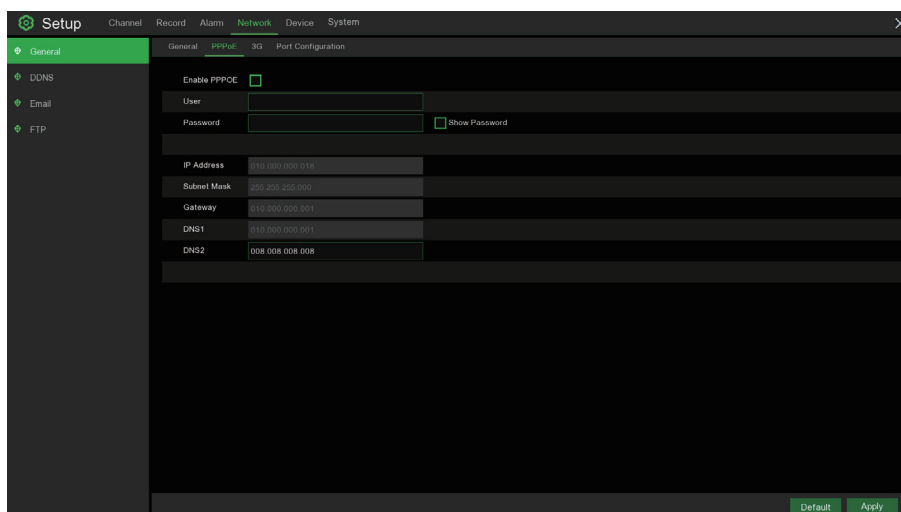 Setup Channel Record Alarm Network Device System
General PPPoE 3G Port Configuration
General
DDNS
Email
FTP
Enable PPPOE
User
Password Show Password
IP Address 010.000.000.018
Subnet Mask 255.255.255.000
Gateway 010.000.000.001
DNS1 010.000.000.001
DNS2 008.008.008.008
Default Apply